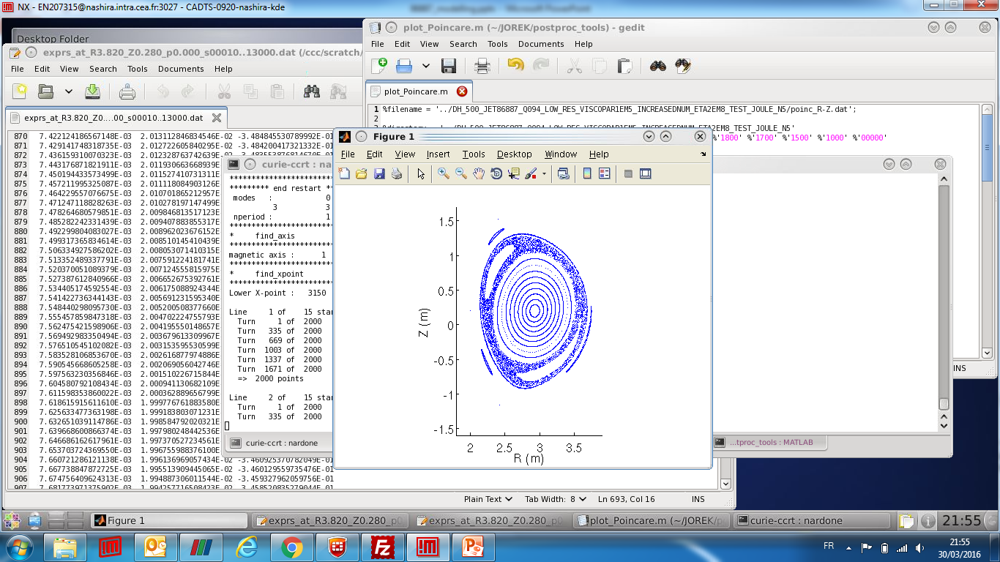 NX - EN207315@nashira.intra.cea.fr:3027 - CADTS-0920-nashira-kde
Desktop Folder
plot_Poincare.m (~/JOREK/postproc_tools) - gedit
File Edit View Search Tools Documents Help
plot_Poincare.m
1 %filename = '../DH_500_JET86887_Q094_LOW_RES_VISCOPAR1EM5_INCREASEDNUM_ETA2EM8_TEST_JOULE_N5/poinc_R-Z.dat';
2
%'1800' %'1700' %'1500' %'1000' %'00000'
INS
exprs_at_R3.820_Z0.280_p0.000_s00010..13000.dat (/ccc/scratch/
File Edit View Search Tools Documents Help
exprs_at_R3.820_Z0....00_s00010..13000.dat
870 7.422124186567148E-03 2.013112834834546E-02 -3.484845530789992E-01
871 7.429141748318735E-03 2.012722605840295E-02 -3.484200417321332E-01
872 7.436159310070323E-03 2.012328763742639E-02
873 7.443176871821911E-03 2.011930663668939E
874 7.450194433573499E-03 2.011527410731311E
875 7.457211995325087E-03 2.011118084903126E
876 7.464229557076675E-03 2.010701865212957E
877 7.471247118828263E-03 2.010278197147499E
878 7.478264680579851E-03 2.009846813517123E
879 7.485282242331439E-03 2.009407883855317E
880 7.492299804083027E-03 2.008962023676152E
881 7.499317365834614E-03 2.008510145410439E
882 7.506334927586202E-03 2.008053071410315E
883 7.513352489337791E-03 2.007591224181741E
884 7.520370051089379E-03 2.007124555815975E
885 7.527387612840966E-03 2.006652675392761E
886 7.534405174592554E-03 2.006175088924344E
887 7.541422736344143E-03 2.005691231595340E
888 7.548440298095730E-03 2.005200508377660E
889 7.555457859847318E-03 2.004702224755793E
890 7.562475421598906E-03 2.004195550148657E
891 7.569492983350494E-03 2.003679613309967E
892 7.576510545102082E-03 2.003153595530599E
893 7.583528106853670E-03 2.002616877974886E
894 7.590545668605258E-03 2.002069056042746E
895 7.597563230356846E-03 2.001510226715844E
896 7.604580792108434E-03 2.000941130682109E
897 7.611598353860022E-03 2.000362889656799E
898 7.618615915611610E-03 1.999776761883580E
899 7.625633477363198E-03 1.999183803071231E
900 7.632651039114786E-03 1.998584792020321E
901 7.639668600866374E-03 1.997980248442536E
902 7.646686162617961E-03 1.997370527234561E
903 7.653703724369550E-03 1.996755988376100E
904 7.660721286121138E-03 1.996136969057434E-02 -3.460925370782049E-01
905 7.667738847872725E-03 1.995513909445065E-02 -3.460129559735476E-01
906 7.674756409624313E-03 1.994887306011544E-02 -3.459327962059756E-01
907 7.681773971375902E-03 1.994257716508423E-02 -3.458520835279044E-01
Plain Text Tab Width: 8 Ln 693, Col 16 INS
curie-ccrt : na
********* end restart **
modes : 0
3 3
nperiod : 1
* find_axis
magnetic axis : 1
* find_xpoint
Lower X-point : 3150
Line 1 of 15 star
Turn 1 of 2000
Turn 335 of 2000
Turn 669 of 2000
Turn 1003 of 2000
Turn 1337 of 2000
Turn 1671 of 2000
=> 2000 points
Line 2 of 15 star
Turn 1 of 2000
Turn 335 of 2000
curie-ccrt : nardone
...tproc_tools : MATLAB
Figure 1
File Edit View Insert Tools Desktop Window Help
1.5
1
0.5
0
-0.5
-1
-1.5
Z (m)
2 2.5 3 3.5
R (m)
Figure 1
exprs_at_R3.820_Z0.280_p0
exprs_at_R3.820_Z0.280_p0
plot_Poincare.m (~/JOREK/p
curie-ccrt : nardone
21:55
FR
21:55
30/03/2016